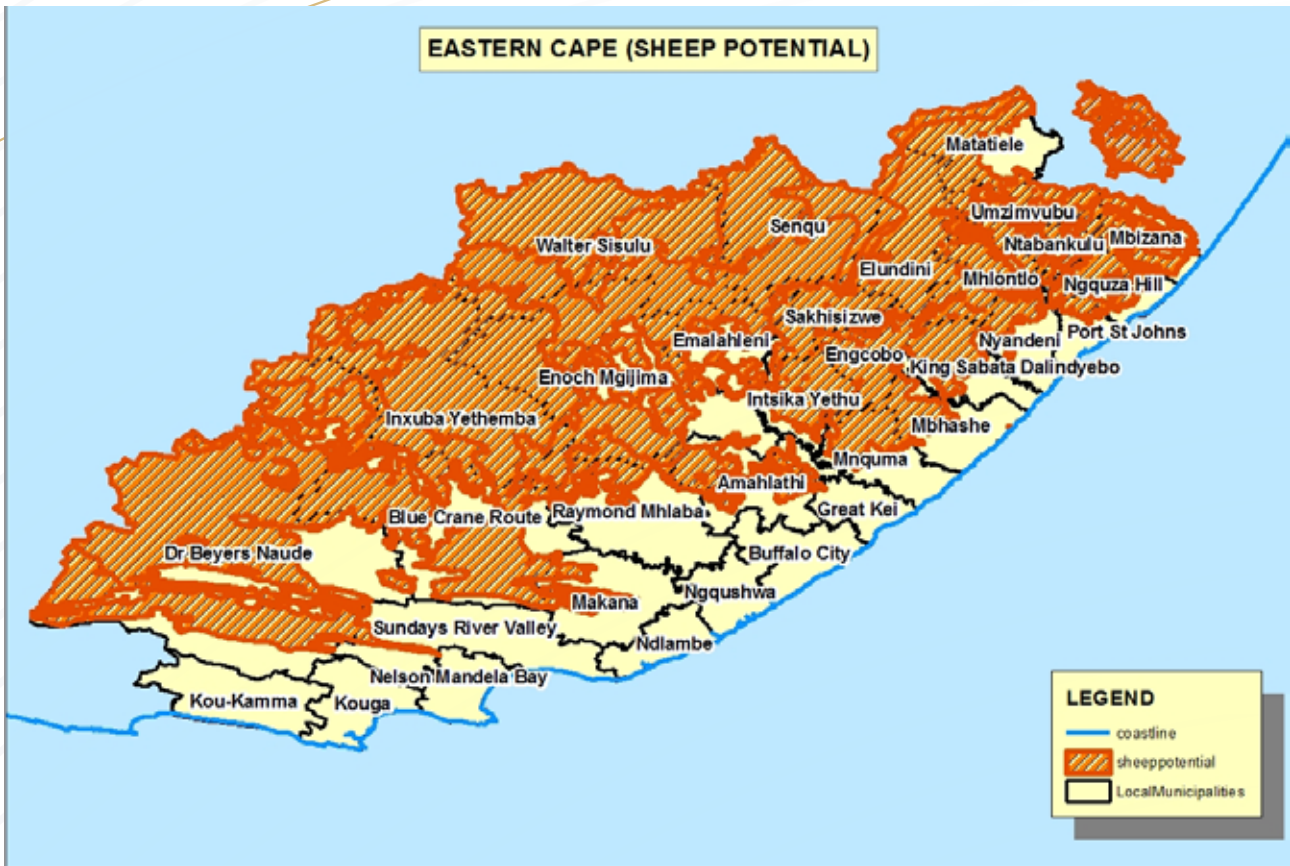 EASTERN CAPE (SHEEP POTENTIAL)
Matatiele
Umzimvubu
Senqu
Walter Sisulu
Ntabankulu
Mbizana
Elundini
Mhlontlo
Ngquza Hill
Sakhisizwe
Port St Johns
Emalahleni
Nyandeni
Engcobo
King Sabata Dalindyebo
Enoch Mgijima
Intsika Yethu
Inxuba Yethemba
Mbhashe
Mnquma
Amahlathi
Great Kei
Raymond Mhlaba
Blue Crane Route
Dr Beyers Naude
Buffalo City
Ngqushwa
Makana
Sundays River Valley
Ndlambe
Nelson Mandela Bay
Kou-Kamma
Kouga
LEGEND
coastline
sheeppotential
LocalMunicipalities